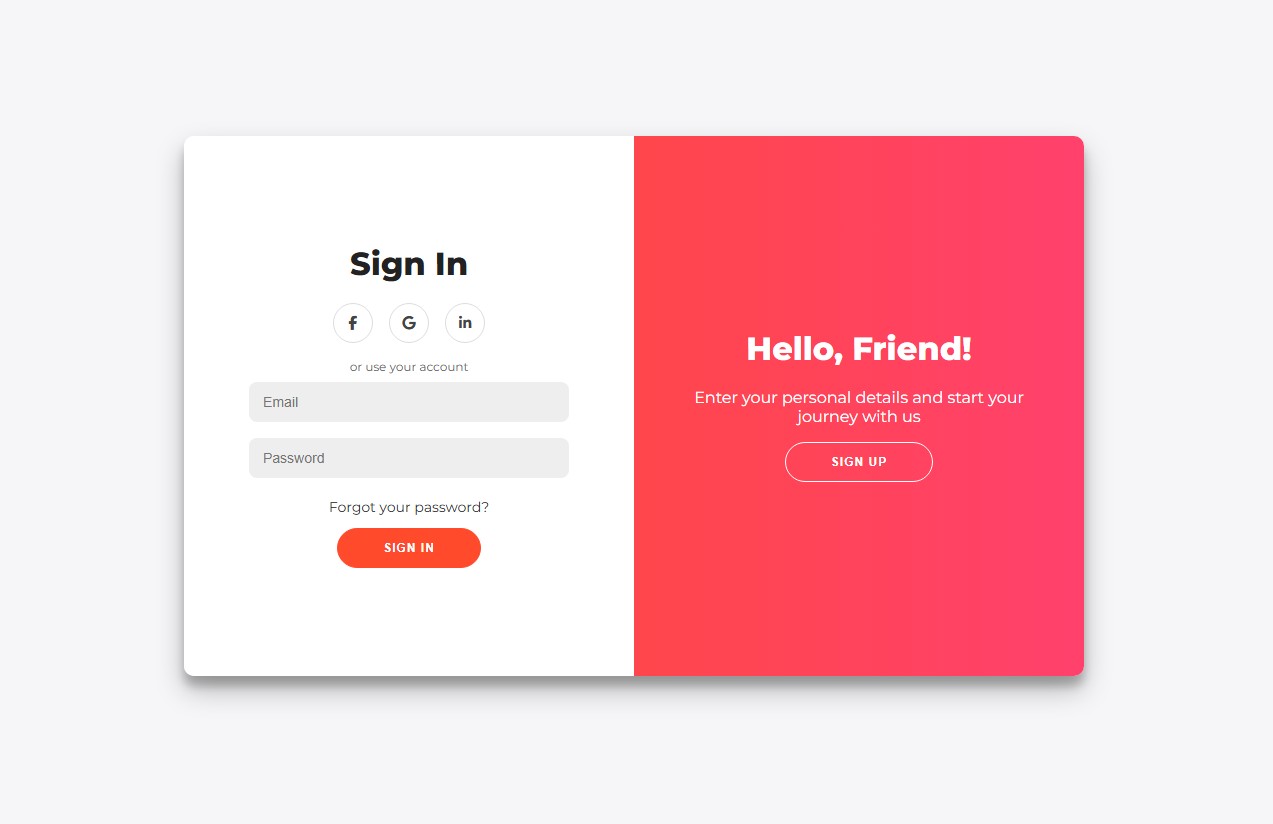 Sign In
or use your account
Email
Password
Forgot your password?
SIGN IN
Hello, Friend!
Enter your personal details and start your
journey with us
SIGN UP